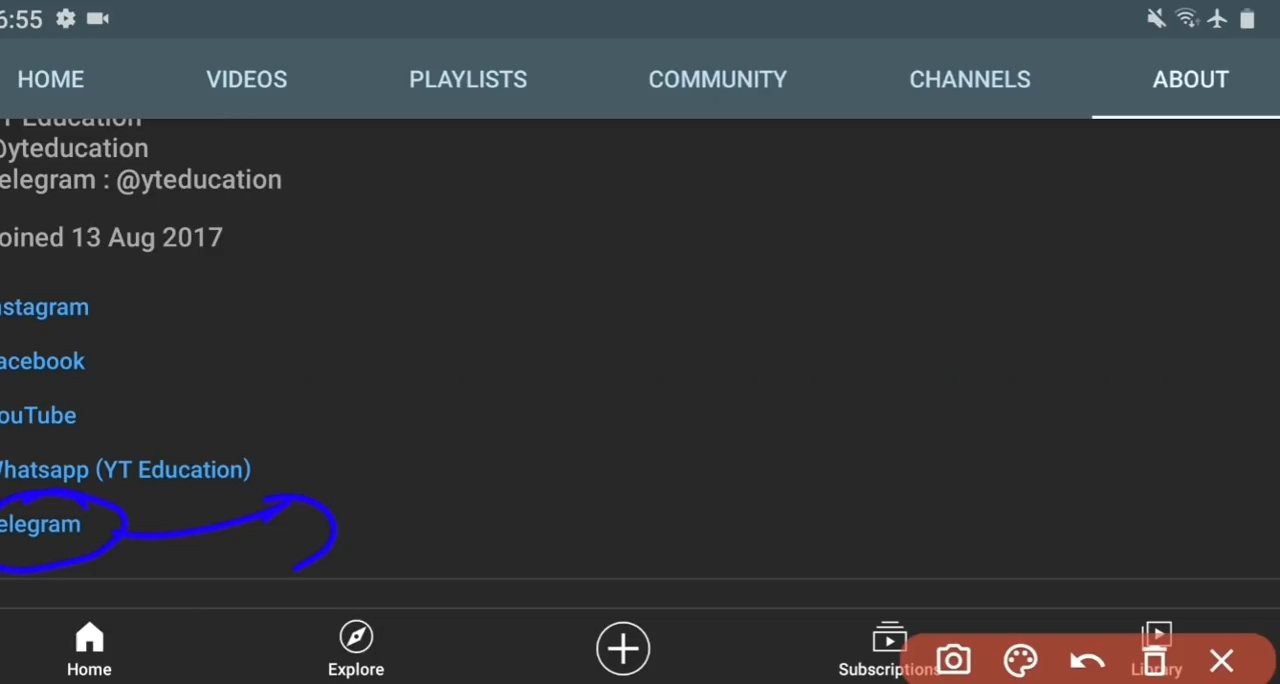 6:55
HOME VIDEOS PLAYLISTS COMMUNITY CHANNELS ABOUT
YT Education
@yteducation
elegram : @yteducation
oined 13 Aug 2017
nstagram
acebook
ouTube
Whatsapp (YT Education)
elegram
Home Explore Subscriptions Library